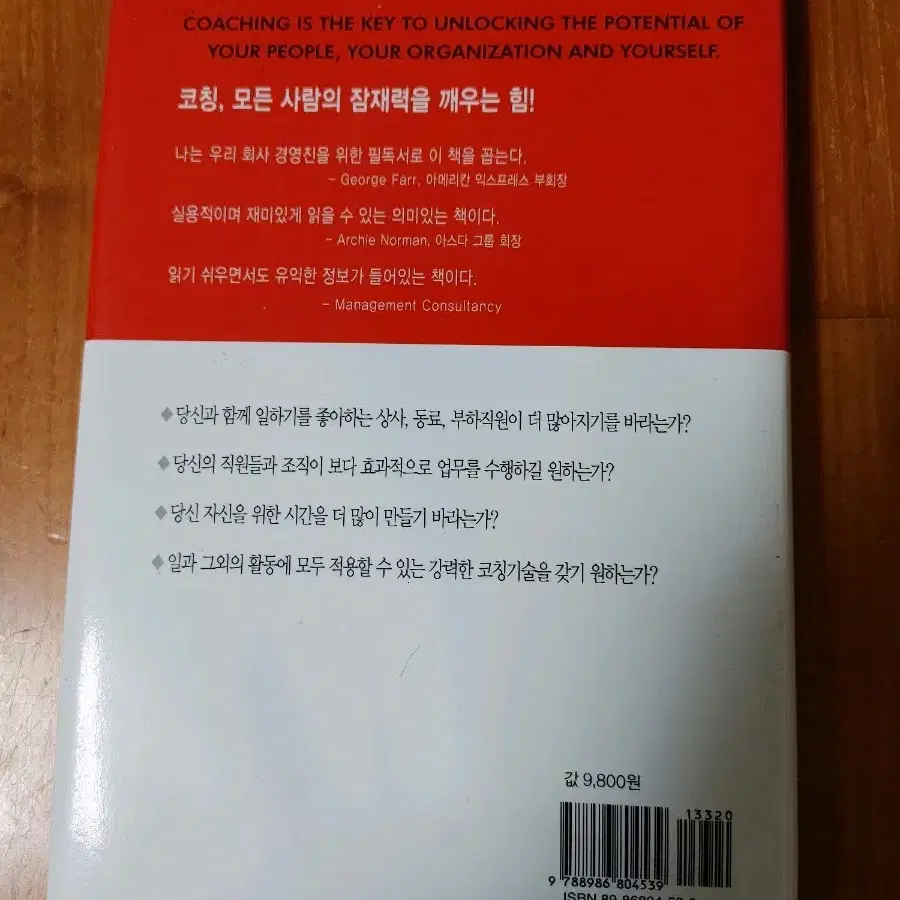 COACHING IS THE KEY TO UNLOCKING THE POTENTIAL OF
YOUR PEOPLE, YOUR ORGANIZATION AND YOURSELF.
코칭, 모든 사람의 잠재력을 깨우는 힘!
나는 우리 회사 경영진을 위한 필독서로 이 책을 꼽는다.
- George Farr, 아메리칸 익스프레스 부회장
실용적이며 재미있게 읽을 수 있는 의미있는 책이다.
- Archie Norman, 아스다 그룹 회장
읽기 쉬우면서도 유익한 정보가 들어있는 책이다.
- Management Consultancy
◆당신과 함께 일하기를 좋아하는 상사, 동료, 부하직원이 더 많아지기를 바라는가?
◆당신의 직원들과 조직이 보다 효과적으로 업무를 수행하길 원하는가?
◆당신 자신을 위한 시간을 더 많이 만들기 바라는가?
◆일과 그외의 활동에 모두 적용할 수 있는 강력한 코칭기술을 갖기 원하는가?
값 9,800원
13320
9 788986 804539